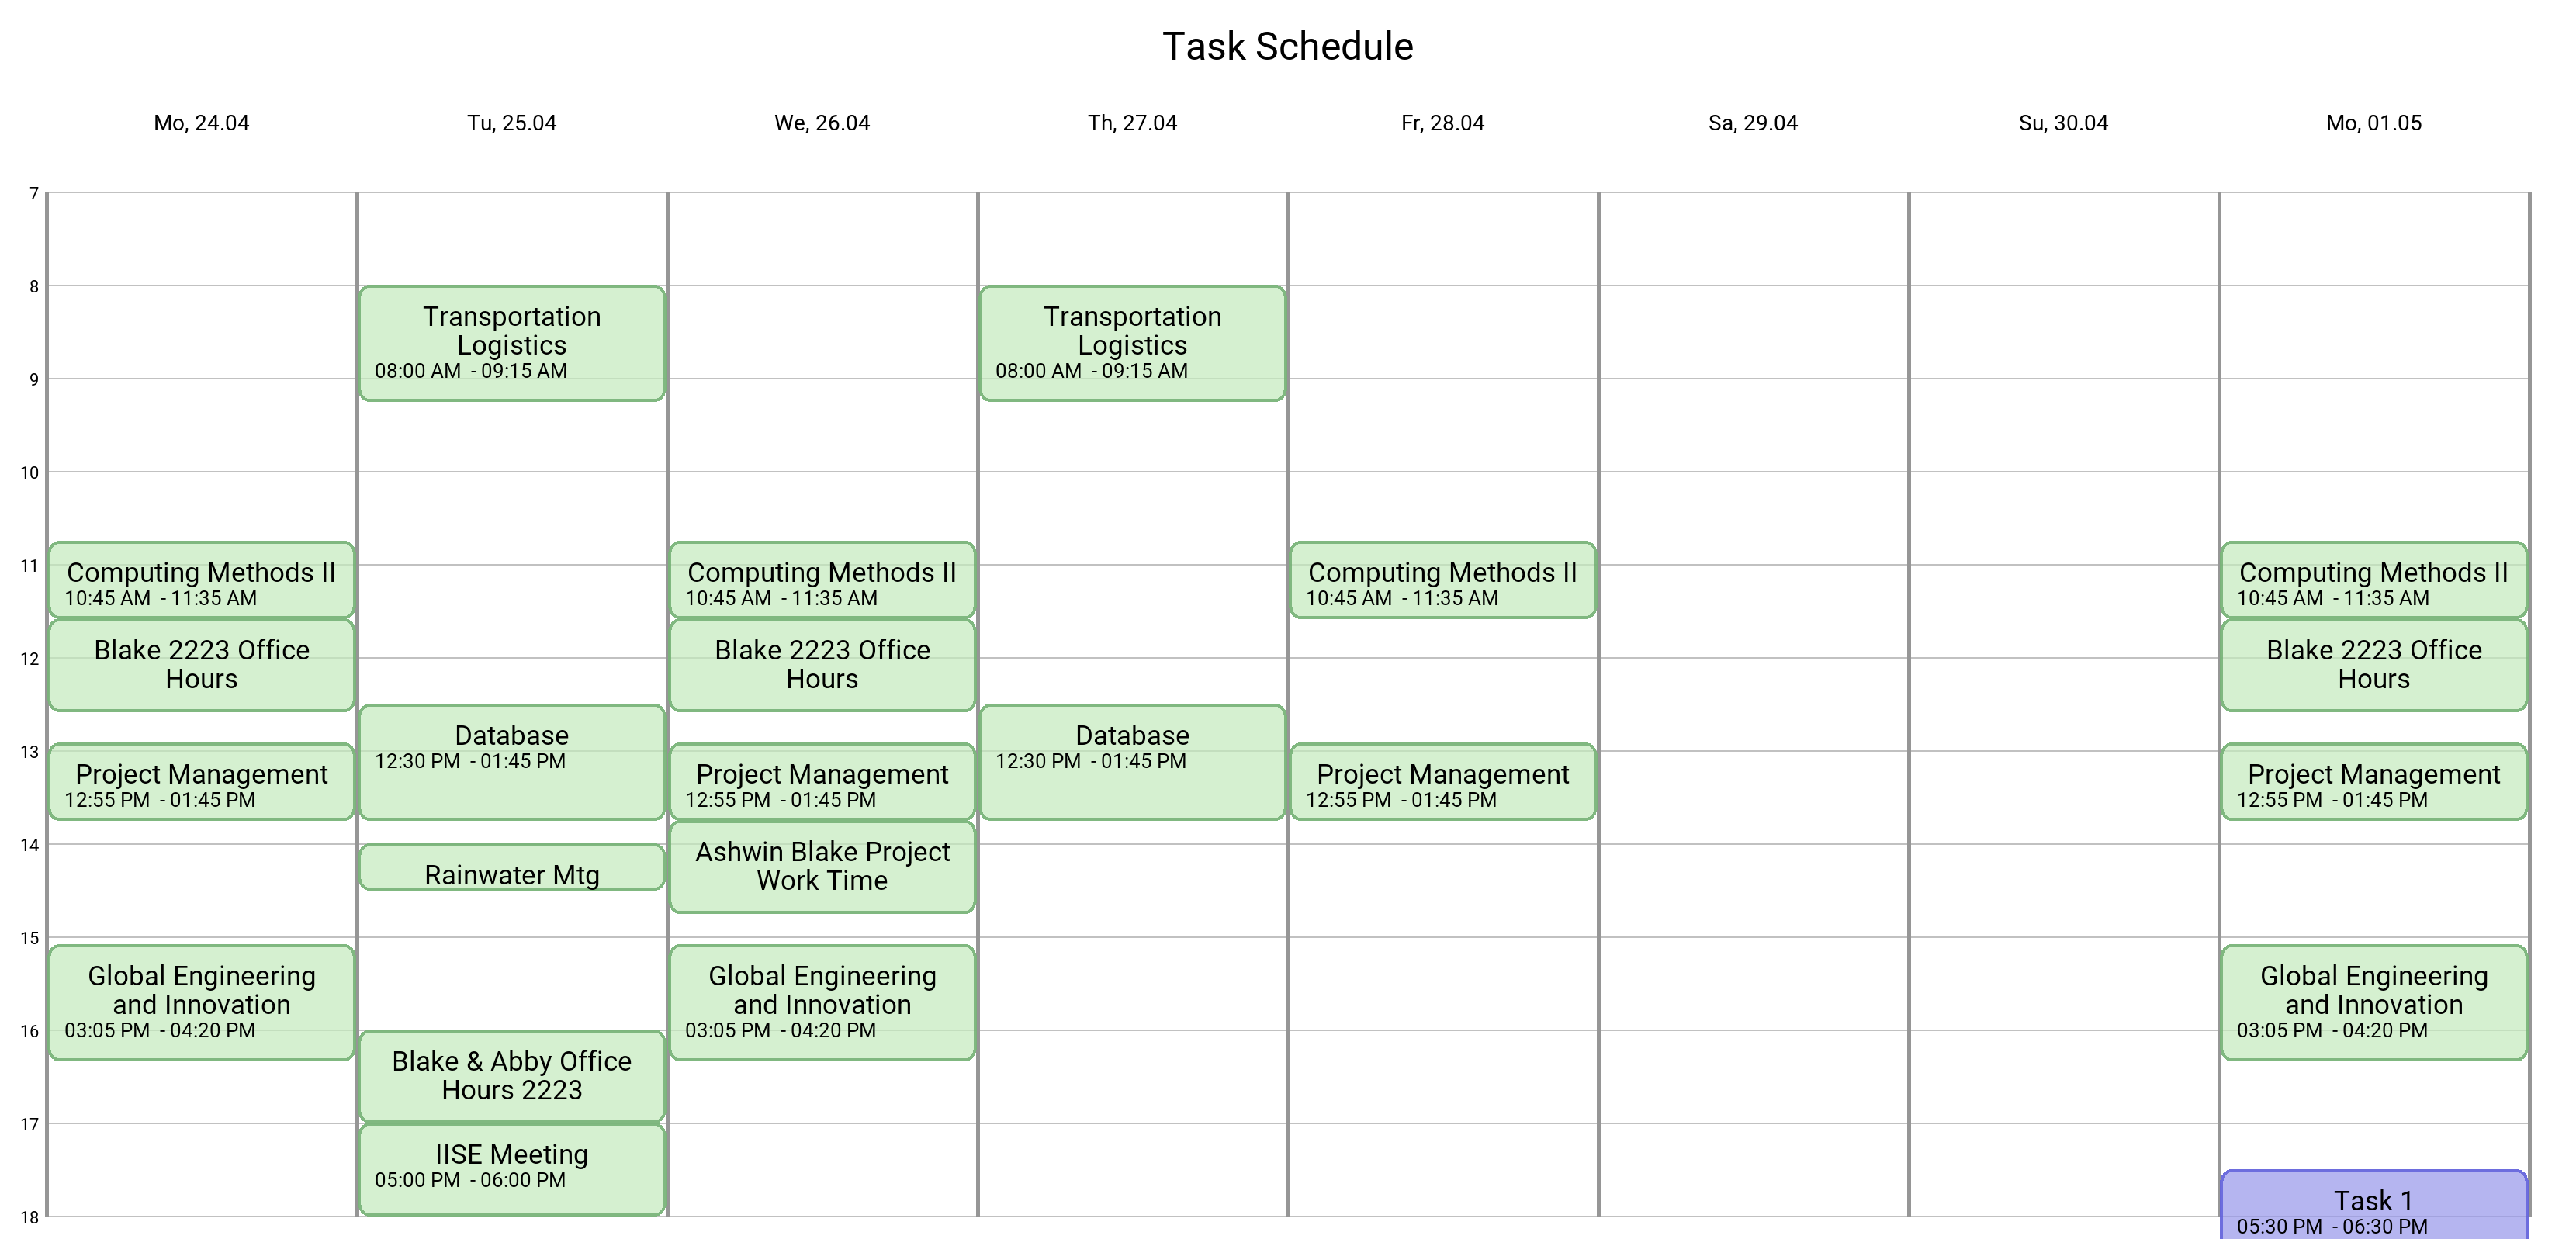 Task Schedule
Mo, 24.04
Tu, 25.04
We, 26.04
Th, 27.04
Fr, 28.04
Sa, 29.04
Su, 30.04
Mo, 01.05
7
8
9
10
11
12
13
14
15
16
17
18
Computing Methods II
10:45 AM - 11:35 AM
Blake 2223 Office
Hours
Project Management
12:55 PM - 01:45 PM
Global Engineering
and Innovation
03:05 PM - 04:20 PM
Transportation
Logistics
08:00 AM - 09:15 AM
Database
12:30 PM - 01:45 PM
Rainwater Mtg
Blake & Abby Office
Hours 2223
IISE Meeting
05:00 PM - 06:00 PM
Computing Methods II
10:45 AM - 11:35 AM
Blake 2223 Office
Hours
Project Management
12:55 PM - 01:45 PM
Ashwin Blake Project
Work Time
Global Engineering
and Innovation
03:05 PM - 04:20 PM
Transportation
Logistics
08:00 AM - 09:15 AM
Database
12:30 PM - 01:45 PM
Computing Methods II
10:45 AM - 11:35 AM
Project Management
12:55 PM - 01:45 PM
Computing Methods II
10:45 AM - 11:35 AM
Blake 2223 Office
Hours
Project Management
12:55 PM - 01:45 PM
Global Engineering
and Innovation
03:05 PM - 04:20 PM
Task 1
05:30 PM - 06:30 PM